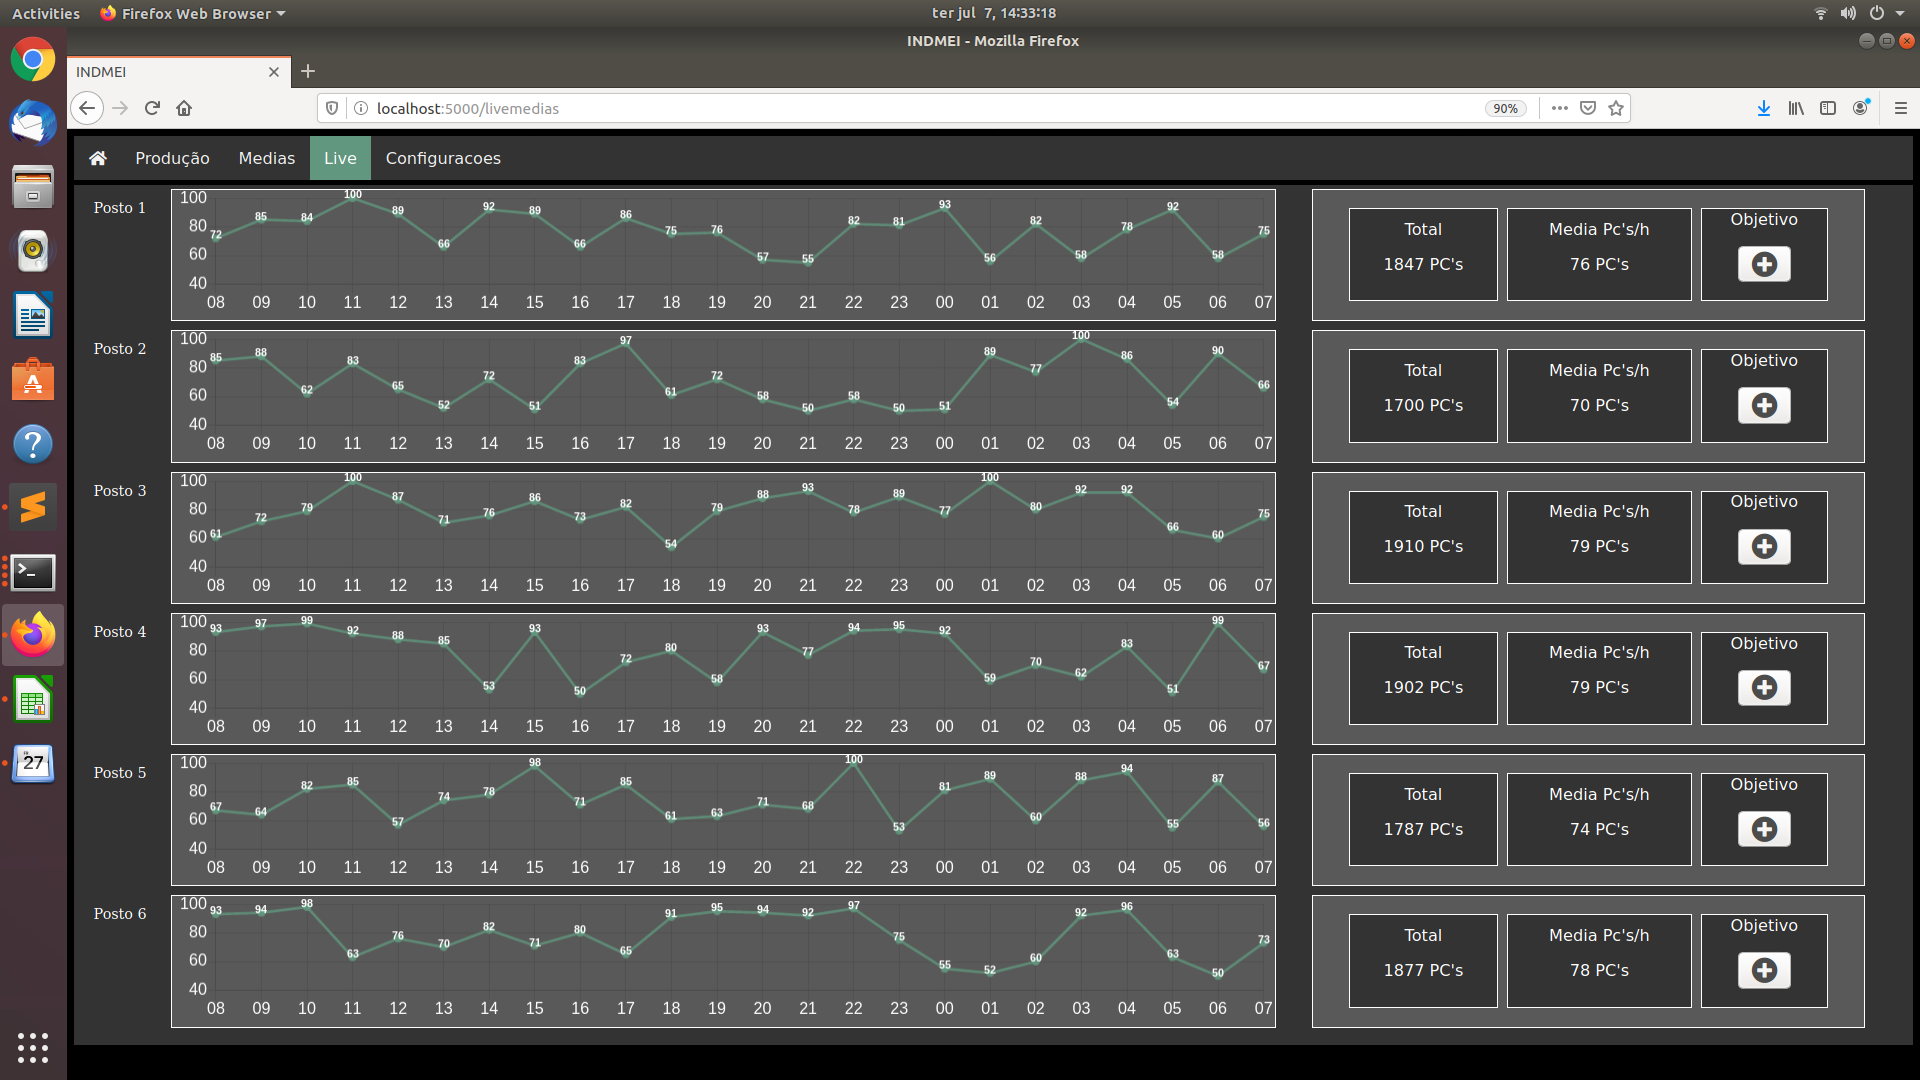 Activities
Firefox Web Browser
ter jul 7, 14:33:18
INDMEI - Mozilla Firefox
INDMEI
localhost:5000/livemedias
90%
Produção Medias Live Configuracoes
Posto 1
100
80
60
40
72 85 84 100 89 66 92 89 66 86 75 76 57 55 82 81 93 56 82 58 78 92 58 75
08 09 10 11 12 13 14 15 16 17 18 19 20 21 22 23 00 01 02 03 04 05 06 07
Total
1847 PC's
Media Pc's/h
76 PC's
Objetivo
Posto 2
100
80
60
40
85 88 62 83 65 52 72 51 83 97 61 72 58 50 58 50 51 89 77 100 86 54 90 66
08 09 10 11 12 13 14 15 16 17 18 19 20 21 22 23 00 01 02 03 04 05 06 07
Total
1700 PC's
Media Pc's/h
70 PC's
Objetivo
Posto 3
100
80
60
40
61 72 79 100 87 71 76 86 73 82 54 79 88 93 78 89 77 100 80 92 92 66 60 75
08 09 10 11 12 13 14 15 16 17 18 19 20 21 22 23 00 01 02 03 04 05 06 07
Total
1910 PC's
Media Pc's/h
79 PC's
Objetivo
Posto 4
100
80
60
40
93 97 99 92 88 85 53 93 50 72 80 58 93 77 94 95 92 59 70 62 83 51 99 67
08 09 10 11 12 13 14 15 16 17 18 19 20 21 22 23 00 01 02 03 04 05 06 07
Total
1902 PC's
Media Pc's/h
79 PC's
Objetivo
Posto 5
100
80
60
40
67 64 82 85 57 74 78 98 71 85 61 63 71 68 100 53 81 89 60 88 94 55 87 56
08 09 10 11 12 13 14 15 16 17 18 19 20 21 22 23 00 01 02 03 04 05 06 07
Total
1787 PC's
Media Pc's/h
74 PC's
Objetivo
Posto 6
100
80
60
40
93 94 98 63 76 70 82 71 80 65 91 95 94 92 97 75 55 52 60 92 96 63 50 73
08 09 10 11 12 13 14 15 16 17 18 19 20 21 22 23 00 01 02 03 04 05 06 07
Total
1877 PC's
Media Pc's/h
78 PC's
Objetivo
27